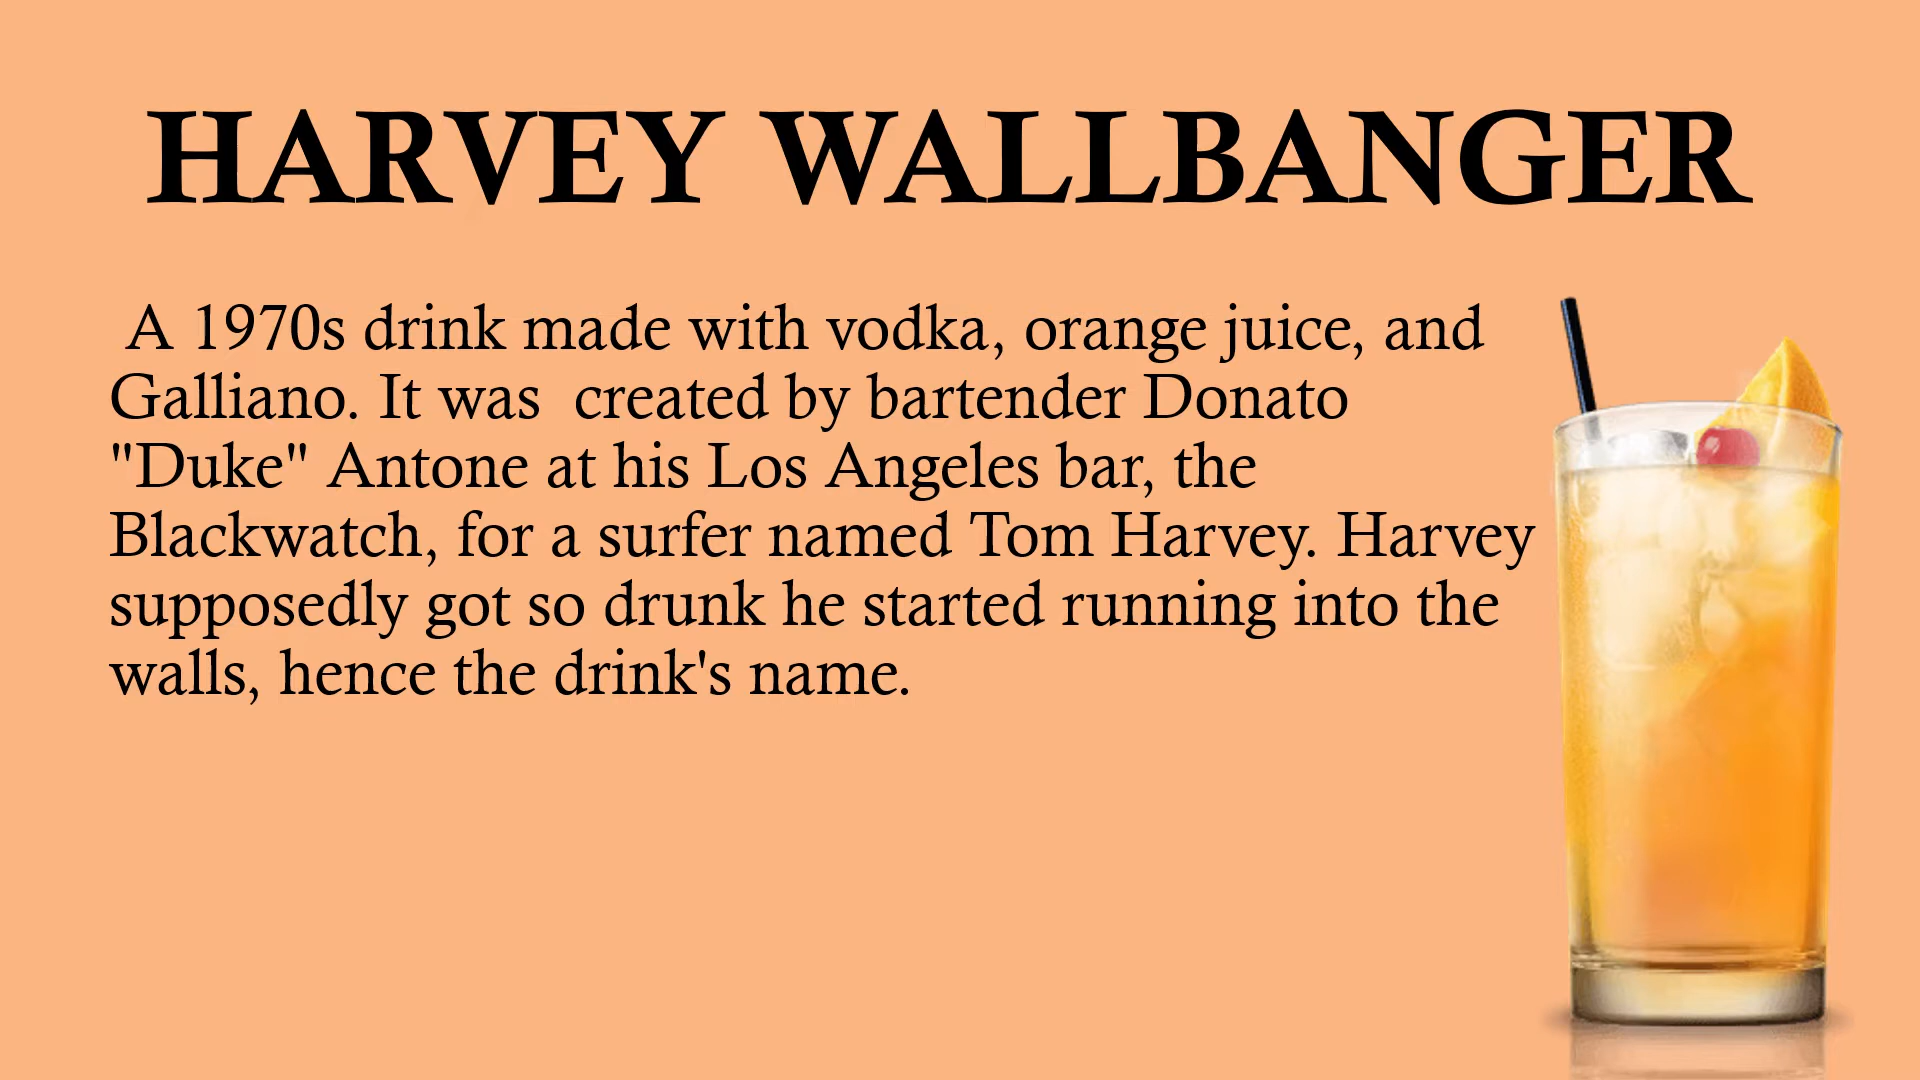 HARVEY WALLBANGER
A 1970s drink made with vodka, orange juice, and
Galliano. It was  created by bartender Donato
"Duke" Antone at his Los Angeles bar, the
Blackwatch, for a surfer named Tom Harvey. Harvey
supposedly got so drunk he started running into the
walls, hence the drink's name.